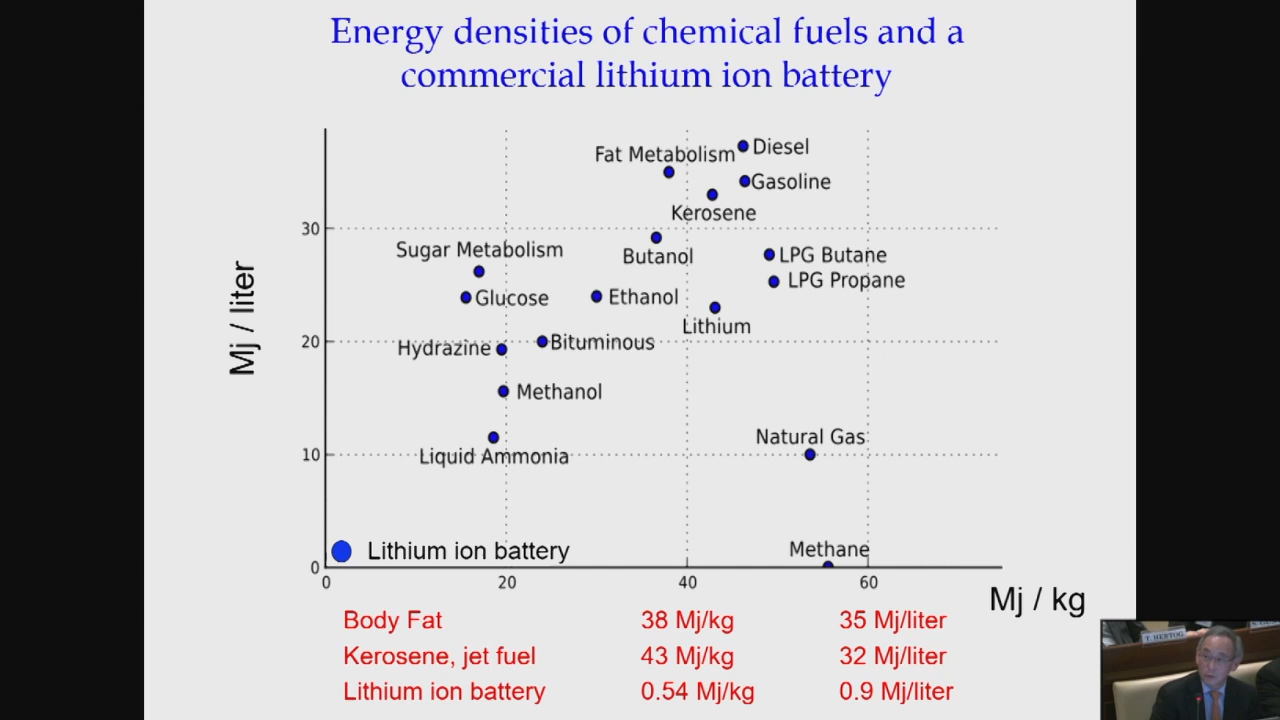 Energy densities of chemical fuels and a
commercial lithium ion battery
Mj / liter
Fat Metabolism
Diesel
Gasoline
Kerosene
30
Sugar Metabolism
Butanol
LPG Butane
LPG Propane
Glucose
Ethanol
Lithium
20
Hydrazine
Bituminous
Methanol
Natural Gas
10
Liquid Ammonia
Lithium ion battery
Methane
0
0 20 40 60
Mj / kg
Body Fat 38 Mj/kg 35 Mj/liter
Kerosene, jet fuel 43 Mj/kg 32 Mj/liter
Lithium ion battery 0.54 Mj/kg 0.9 Mj/liter
T. HERTOG